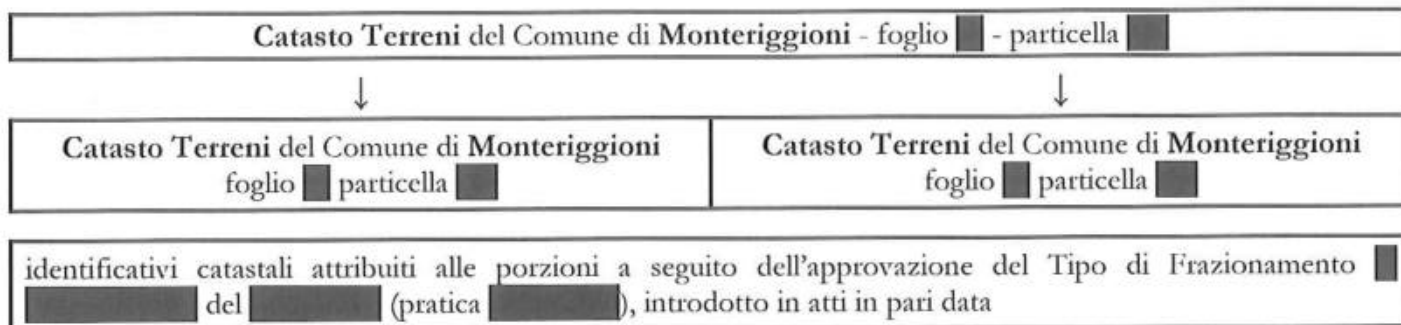 Catasto Terreni del Comune di Monteriggioni - foglio - particella
↓ ↓
Catasto Terreni del Comune di Monteriggioni
foglio particella
Catasto Terreni del Comune di Monteriggioni
foglio particella
identificativi catastali attribuiti alle porzioni a seguito dell'approvazione del Tipo di Frazionamento
del (pratica ), introdotto in atti in pari data